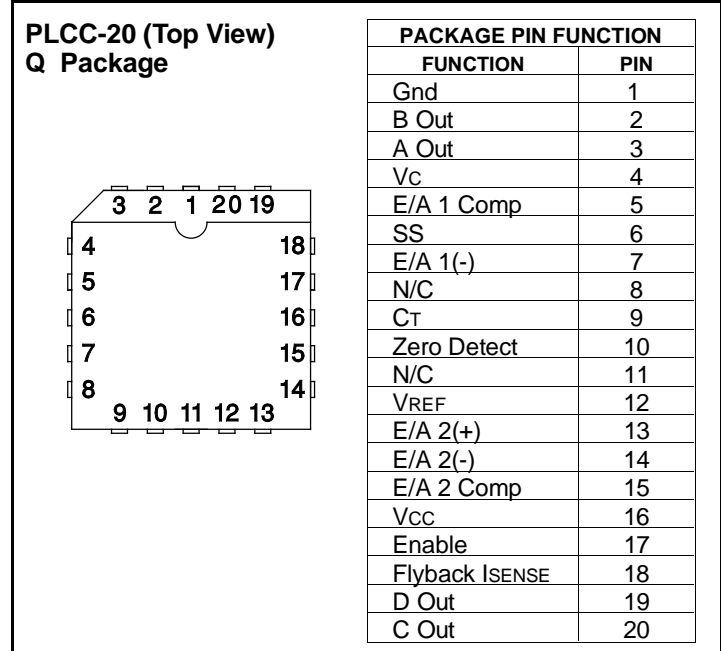 PLCC-20 (Top View)
Q Package
3 2 1 20 19
4 18
5 17
6 16
7 15
8 14
9 10 11 12 13
PACKAGE PIN FUNCTION
FUNCTION PIN
Gnd 1
B Out 2
A Out 3
VC 4
E/A 1 Comp 5
SS 6
E/A 1(-) 7
N/C 8
CT 9
Zero Detect 10
N/C 11
VREF 12
E/A 2(+) 13
E/A 2(-) 14
E/A 2 Comp 15
VCC 16
Enable 17
Flyback ISENSE 18
D Out 19
C Out 20